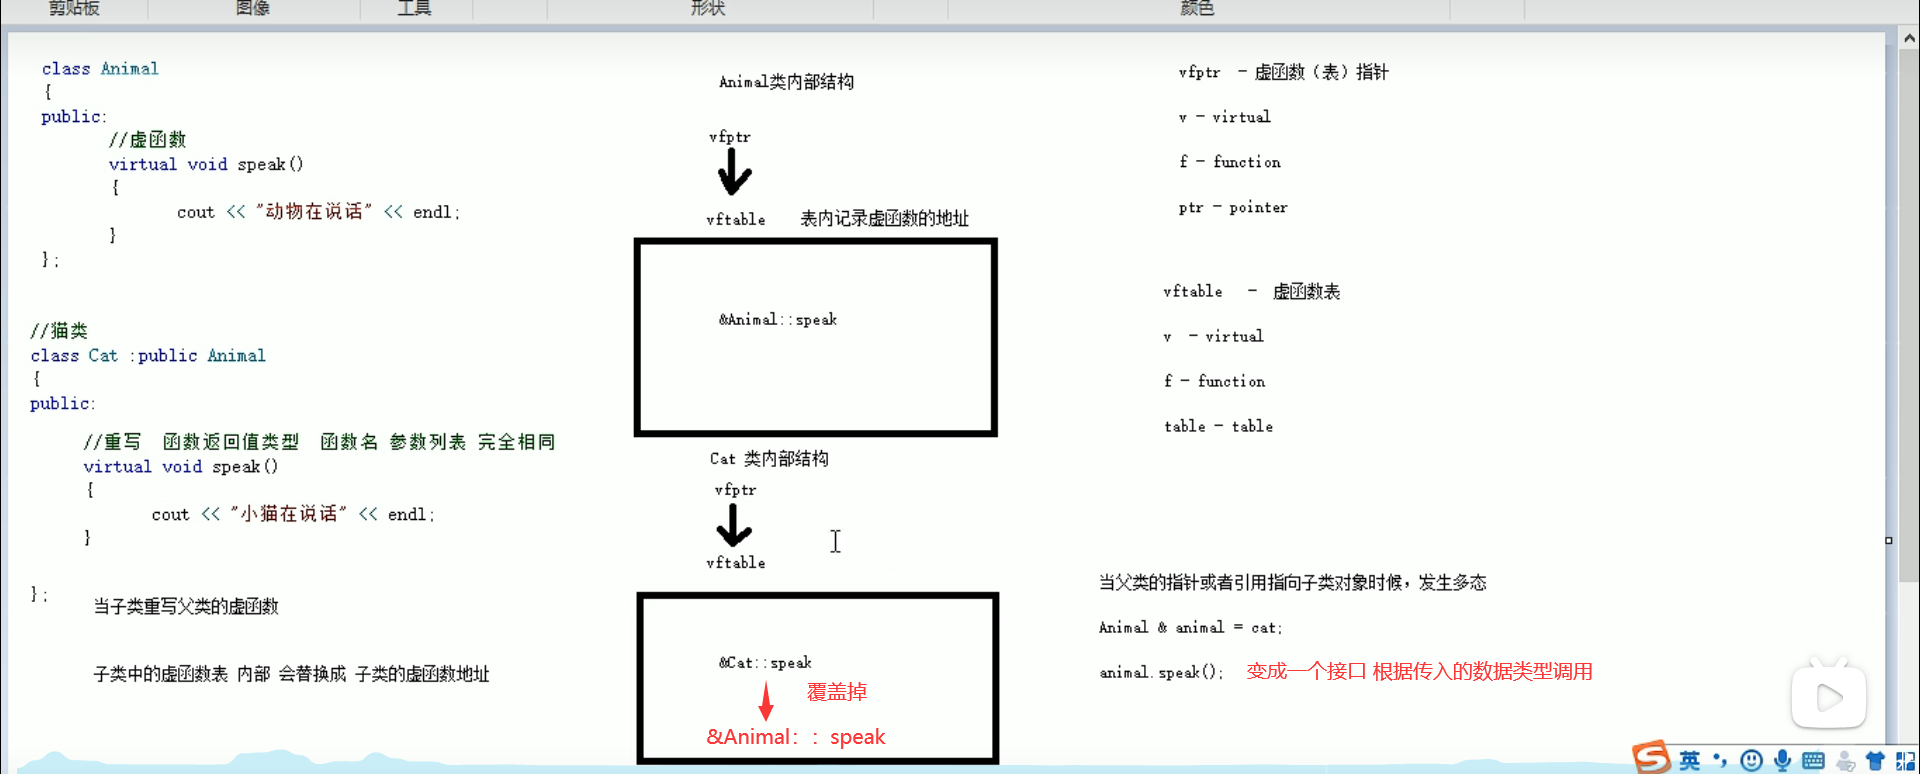 剪贴板
图像
工具
形状
颜色
class Animal
{
public:
//虚函数
virtual void speak()
{
cout << "动物在说话" << endl;
}
};
//猫类
class Cat :public Animal
{
public:
//重写 函数返回值类型 函数名 参数列表 完全相同
virtual void speak()
{
cout << "小猫在说话" << endl;
}
};
当子类重写父类的虚函数
子类中的虚函数表 内部 会替换成 子类的虚函数地址
Animal类内部结构
vfptr
vftable 表内记录虚函数的地址
&Animal::speak
Cat 类内部结构
vfptr
vftable
&Cat::speak
覆盖掉
&Animal：：speak
vfptr - 虚函数（表）指针
v - virtual
f - function
ptr - pointer
vftable - 虚函数表
v - virtual
f - function
table - table
当父类的指针或者引用指向子类对象时候，发生多态
Animal & animal = cat;
animal.speak(); 变成一个接口 根据传入的数据类型调用
S 英